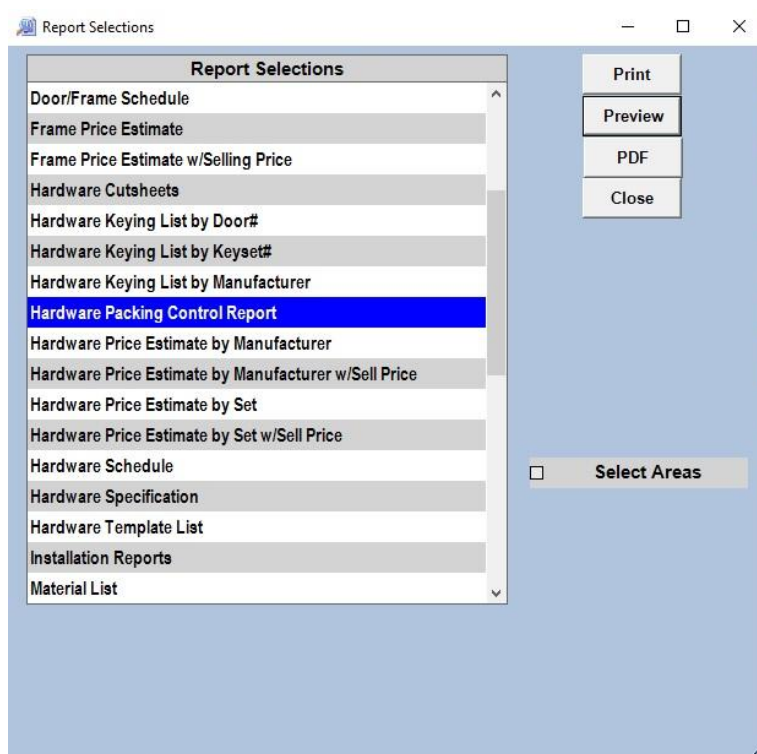 Report Selections
Report Selections
Door/Frame Schedule
Frame Price Estimate
Frame Price Estimate w/Selling Price
Hardware Cutsheets
Hardware Keying List by Door#
Hardware Keying List by Keyset#
Hardware Keying List by Manufacturer
Hardware Packing Control Report
Hardware Price Estimate by Manufacturer
Hardware Price Estimate by Manufacturer w/Sell Price
Hardware Price Estimate by Set
Hardware Price Estimate by Set w/Sell Price
Hardware Schedule
Hardware Specification
Hardware Template List
Installation Reports
Material List
Print
Preview
PDF
Close
Select Areas